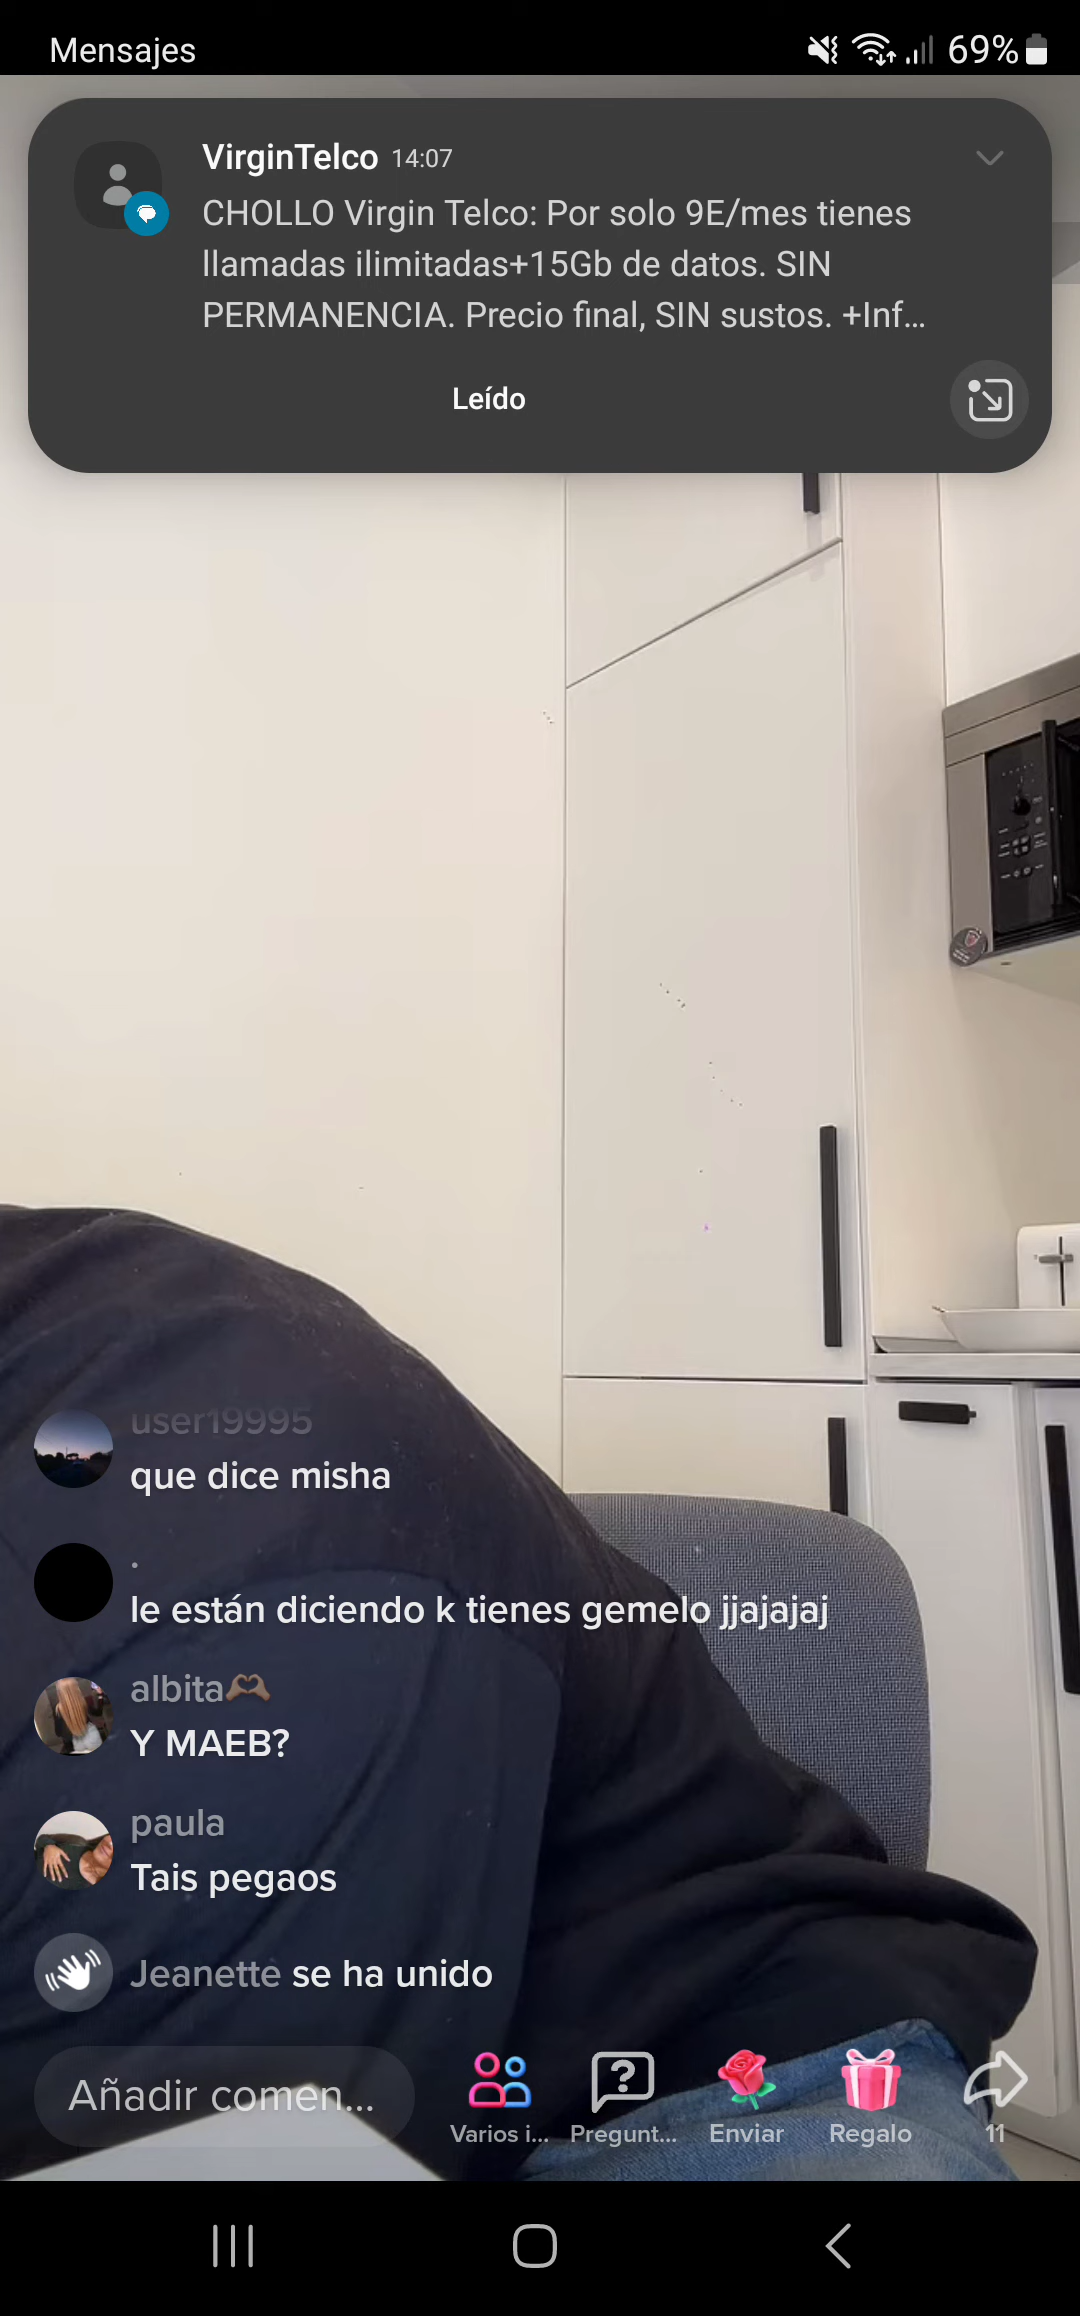 Mensajes
69%
VirginTelco 14:07
CHOLLO Virgin Telco: Por solo 9E/mes tienes
llamadas ilimitadas+15Gb de datos. SIN
PERMANENCIA. Precio final, SIN sustos. +Inf...
Leído
user19995
que dice misha
.
le están diciendo k tienes gemelo jjajajaj
albita🫶🏽
Y MAEB?
paula
Tais pegaos
Jeanette se ha unido
Añadir comen...
Varios i... Pregunt... Enviar Regalo 11